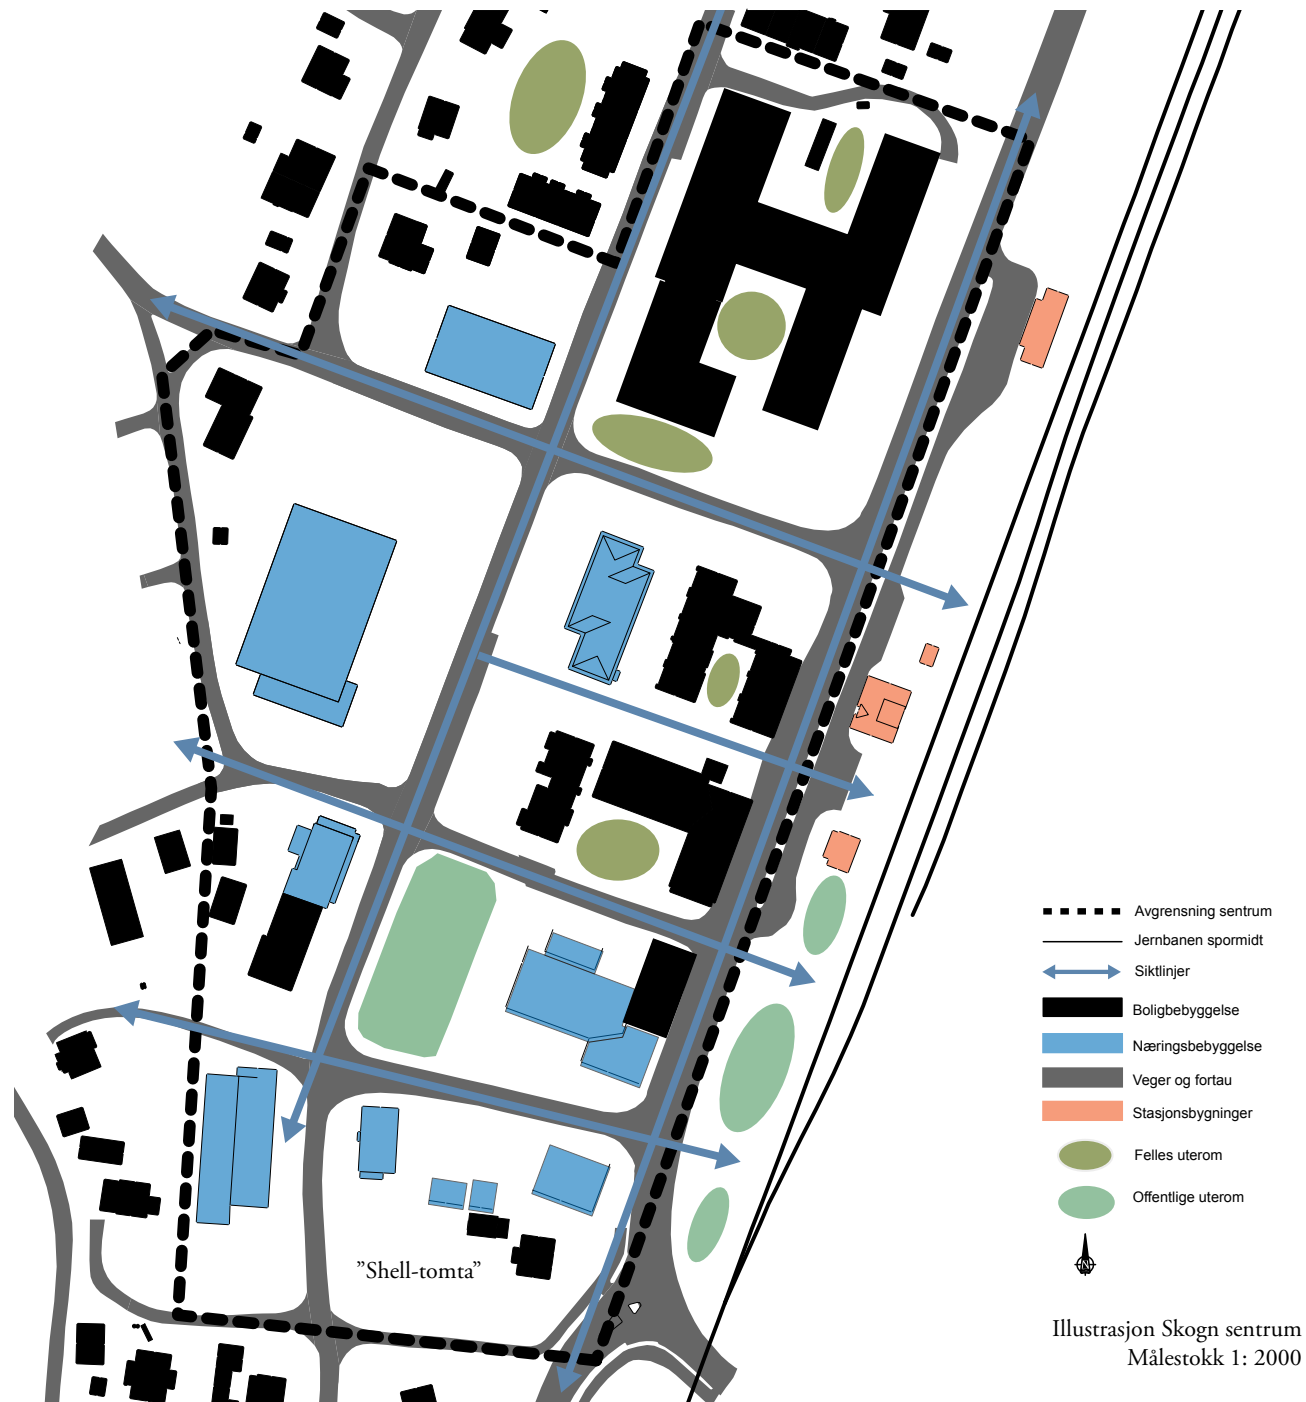 Avgrensning sentrum
Jernbanen spormidt
Siktlinjer
Boligbebyggelse
Næringsbebyggelse
Veger og fortau
Stasjonsbygninger
Felles uterom
Offentlige uterom
N
”Shell-tomta”
Illustrasjon Skogn sentrum
Målestokk 1: 2000